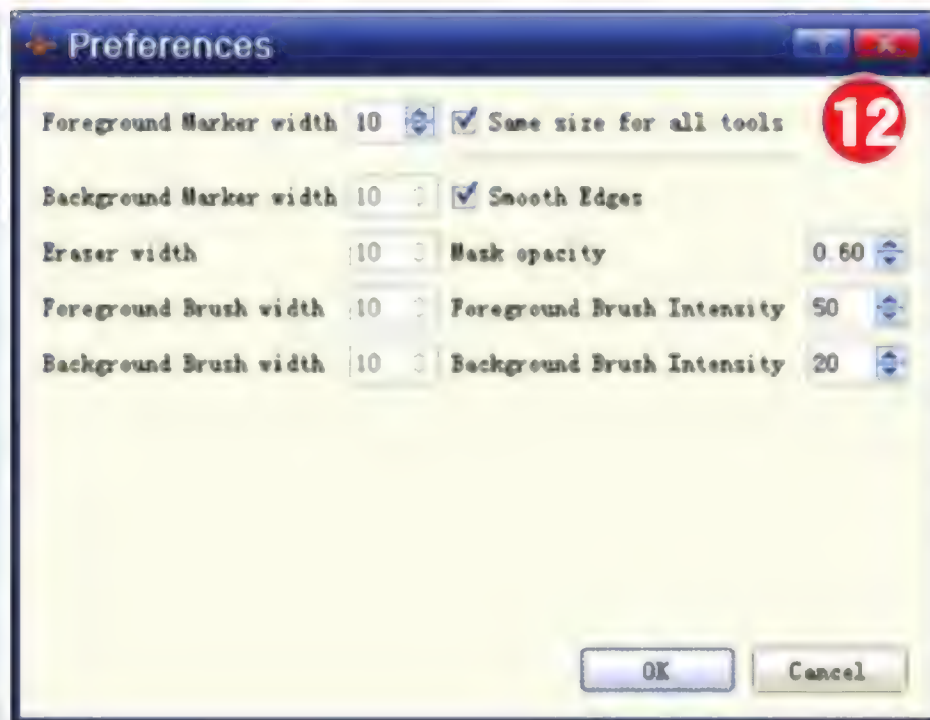 Preferences
12
Foreground Marker width 10 Same size for all tools
Background Marker width 10 Smooth Edges
Eraser width 10 Mask opacity 0.60
Foreground Brush width 10 Foreground Brush Intensity 50
Background Brush width 10 Background Brush Intensity 20
OK Cancel